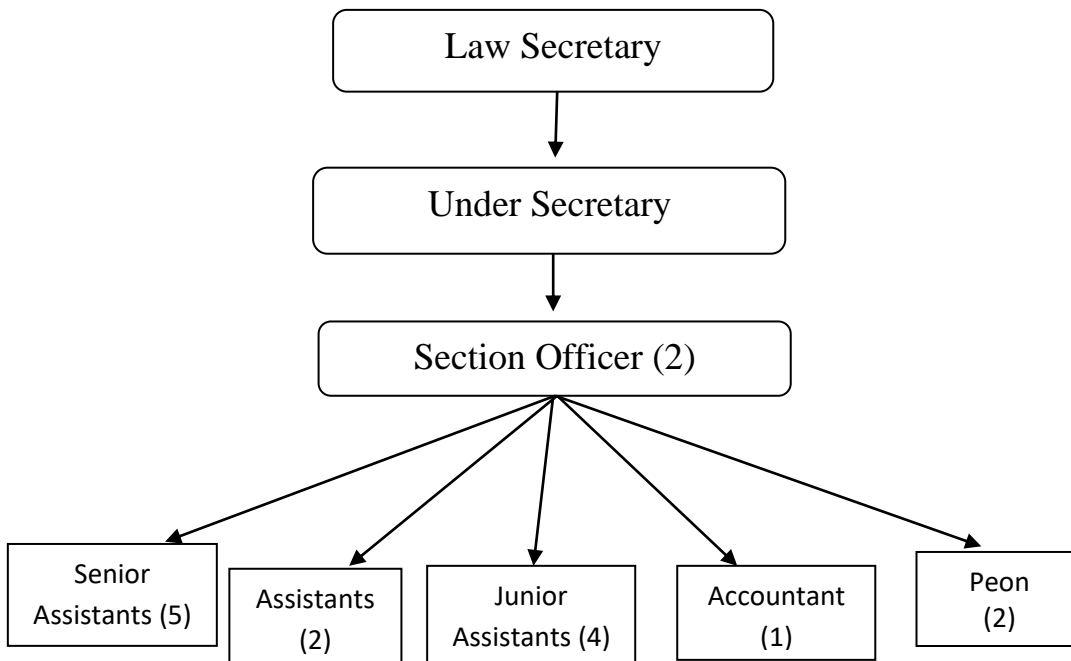 Law Secretary
Under Secretary
Section Officer (2)
Senior
Assistants (5)
Assistants
(2)
Junior
Assistants (4)
Accountant
(1)
Peon
(2)